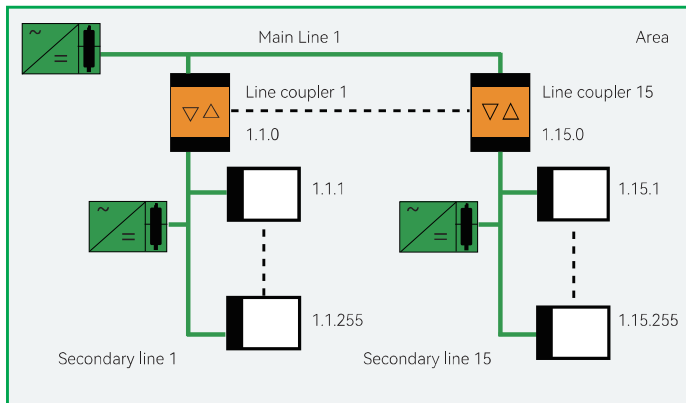 Main Line 1
Area
Line coupler 1
1.1.0
Line coupler 15
1.15.0
1.1.1
1.15.1
1.1.255
1.15.255
Secondary line 1
Secondary line 15